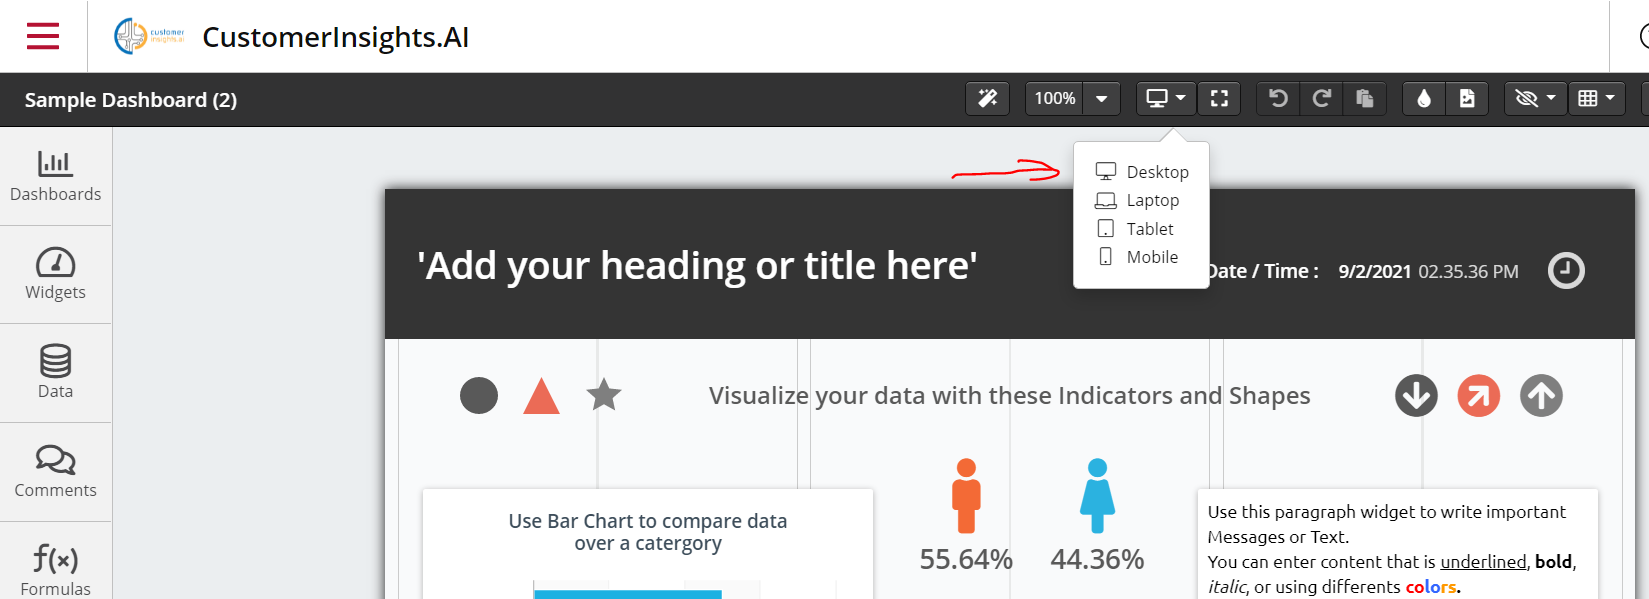 customer
insights.ai
CustomerInsights.AI
Sample Dashboard (2)
100%
Dashboards
Widgets
Data
Comments
f(x)
Formulas
Desktop
Laptop
Tablet
Mobile
'Add your heading or title here'
Date / Time : 9/2/2021 02.35.36 PM
Visualize your data with these Indicators and Shapes
Use Bar Chart to compare data
over a catergory
55.64% 44.36%
Use this paragraph widget to write important
Messages or Text.
You can enter content that is underlined, bold,
italic, or using differents colors.